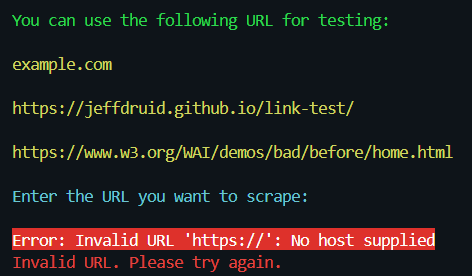 You can use the following URL for testing:
example.com
https://jeffdruid.github.io/link-test/
https://www.w3.org/WAI/demos/bad/before/home.html
Enter the URL you want to scrape:
Error: Invalid URL 'https://': No host supplied
Invalid URL. Please try again.